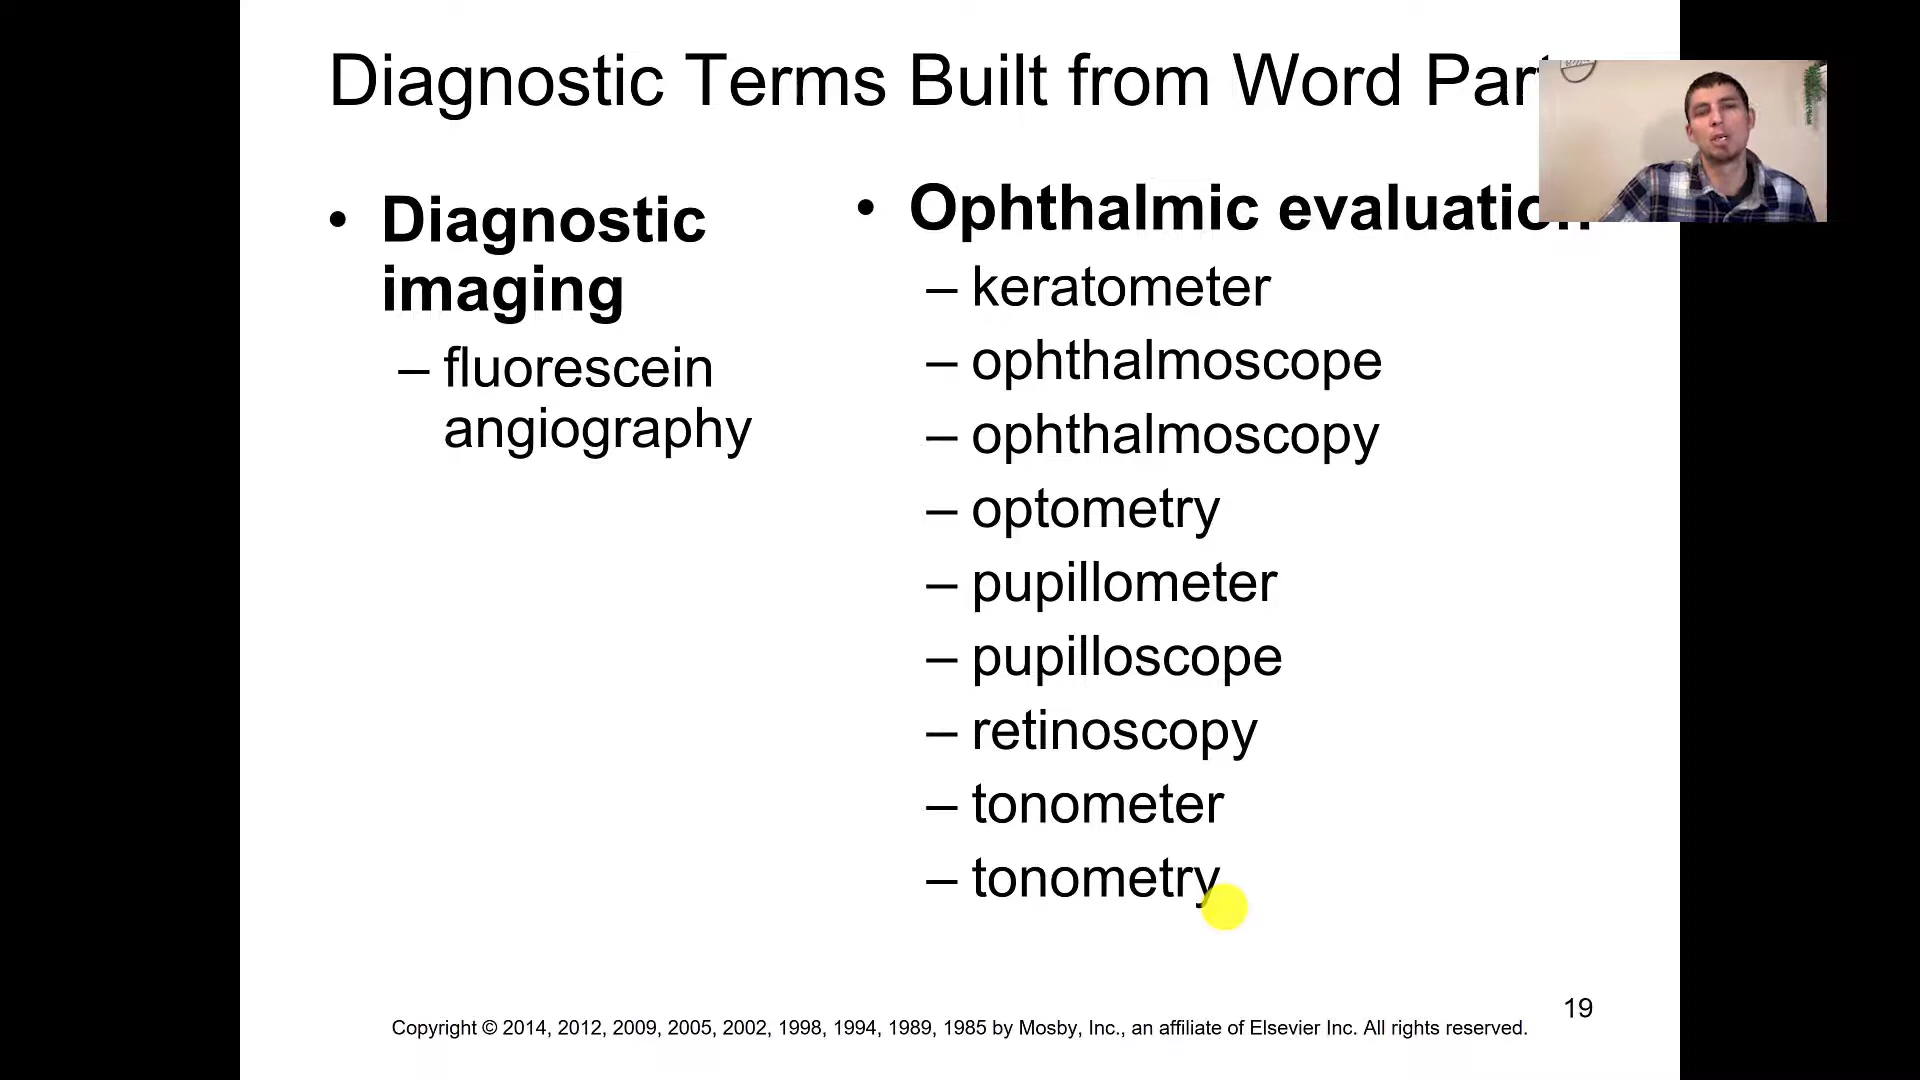 Diagnostic Terms Built from Word Part
• Diagnostic
imaging
– fluorescein
angiography
• Ophthalmic evaluation
– keratometer
– ophthalmoscope
– ophthalmoscopy
– optometry
– pupillometer
– pupilloscope
– retinoscopy
– tonometer
– tonometry
19
Copyright © 2014, 2012, 2009, 2005, 2002, 1998, 1994, 1989, 1985 by Mosby, Inc., an affiliate of Elsevier Inc. All rights reserved.